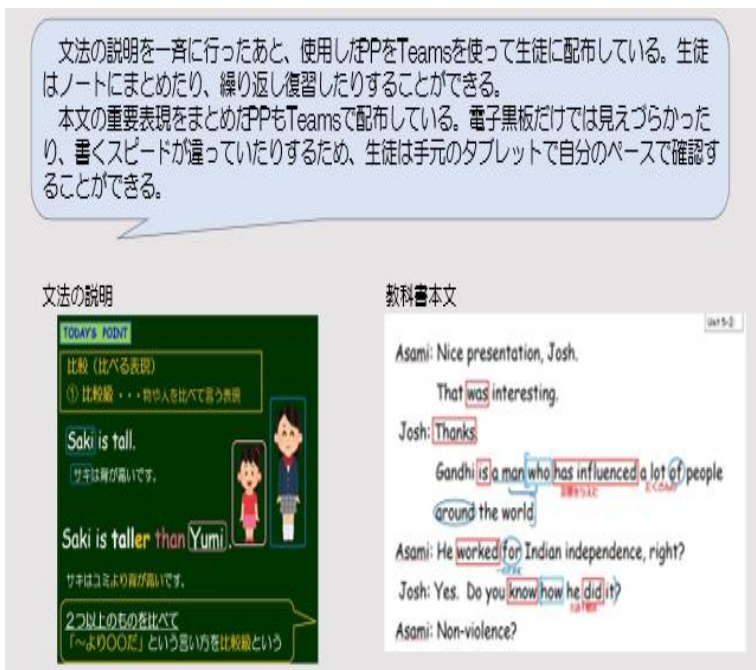 文法の説明を一斉に行ったあと、使用したPPをTeamsを使って生徒に配布している。生徒
はノートにまとめたり、繰り返し復習したりすることができる。
本文の重要表現をまとめたPPもTeamsで配布している。電子黒板だけでは見えづらかった
り、書くスピードが違っていたりするため、生徒は手元のタブレットで自分のペースで確認す
ることができる。
文法の説明
TODAY'S POINT
比較（比べる表現）
① 比較級・・・物や人を比べて言う表現
Saki is tall.
サキは背が高いです。
Saki is taller than Yumi.
サキはユミより背が高いです。
2つ以上のものを比べて
「～より〇〇だ」という言い方を比較級という
教科書本文
Unit 5-②
Asami: Nice presentation, Josh.
That was interesting.
Josh: Thanks
Gandhi is a man who has influenced a lot of people
たくさんの
around the world
Asami: He worked for Indian independence, right?
Josh: Yes. Do you know how he did it?
Asami: Non-violence?